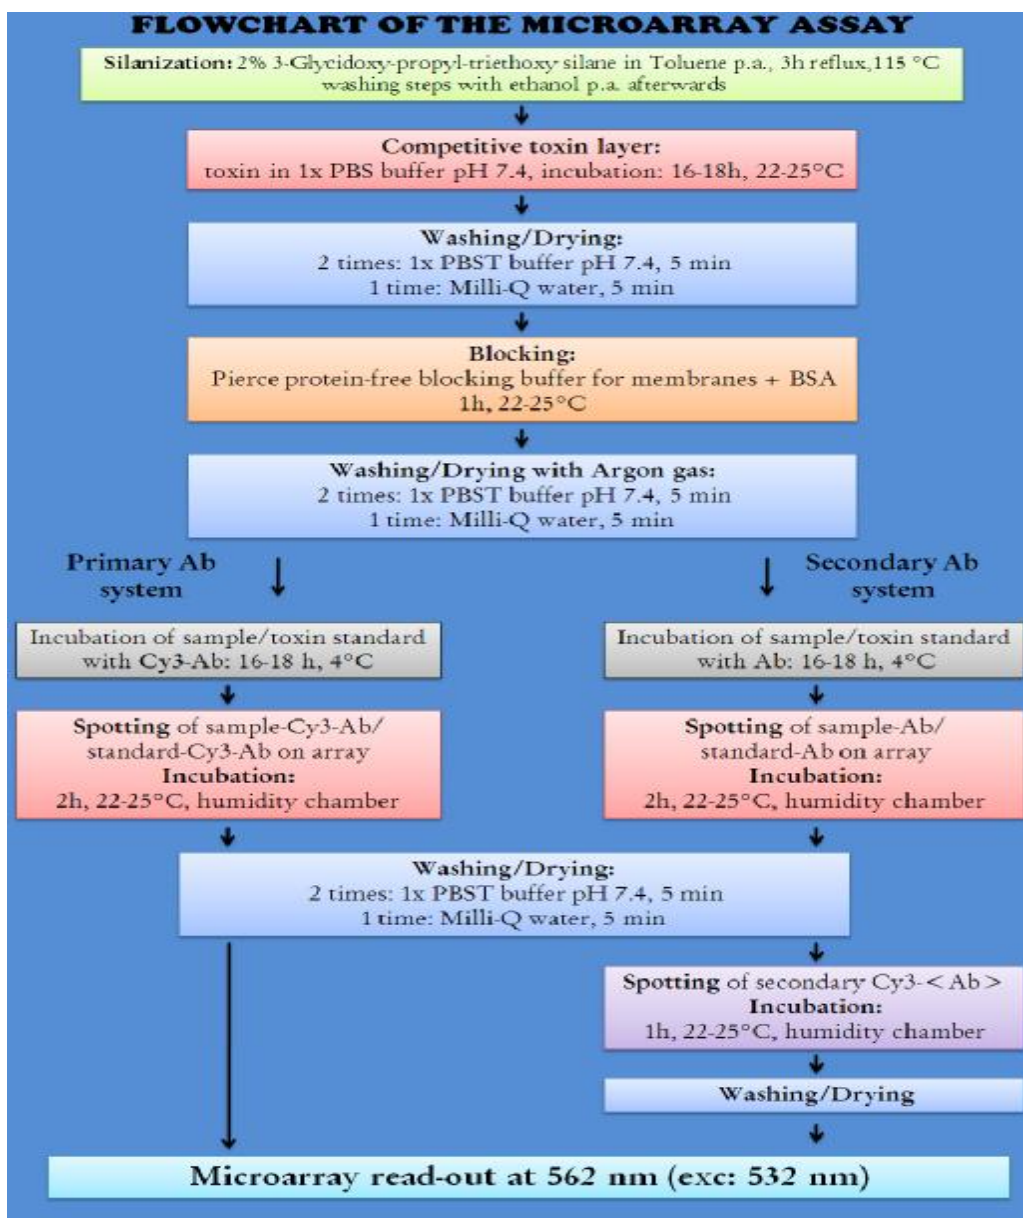 FLOWCHART OF THE MICROARRAY ASSAY
Silanization: 2% 3-Glycidoxy-propyl-triethoxy silane in Toluene p.a., 3h reflux,115 °C
washing steps with ethanol p.a. afterwards
Competitive toxin layer:
toxin in 1x PBS buffer pH 7.4, incubation: 16-18h, 22-25°C
Washing/Drying:
2 times: 1x PBST buffer pH 7.4, 5 min
1 time: Milli-Q water, 5 min
Blocking:
Pierce protein-free blocking buffer for membranes + BSA
1h, 22-25°C
Washing/Drying with Argon gas:
2 times: 1x PBST buffer pH 7.4, 5 min
1 time: Milli-Q water, 5 min
Primary Ab
system
Secondary Ab
system
Incubation of sample/toxin standard
with Cy3-Ab: 16-18 h, 4°C
Incubation of sample/toxin standard
with Ab: 16-18 h, 4°C
Spotting of sample-Cy3-Ab/
standard-Cy3-Ab on array
Incubation:
2h, 22-25°C, humidity chamber
Spotting of sample-Ab/
standard-Ab on array
Incubation:
2h, 22-25°C, humidity chamber
Washing/Drying:
2 times: 1x PBST buffer pH 7.4, 5 min
1 time: Milli-Q water, 5 min
Spotting of secondary Cy3-< Ab >
Incubation:
1h, 22-25°C, humidity chamber
Washing/Drying
Microarray read-out at 562 nm (exc: 532 nm)